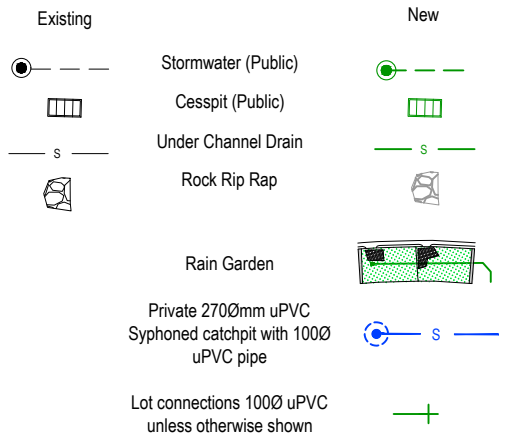 Existing
New
Stormwater (Public)
Cesspit (Public)
Under Channel Drain
S
S
Rock Rip Rap
Rain Garden
Private 270Ømm uPVC
Syphoned catchpit with 100Ø
uPVC pipe
S
Lot connections 100Ø uPVC
unless otherwise shown